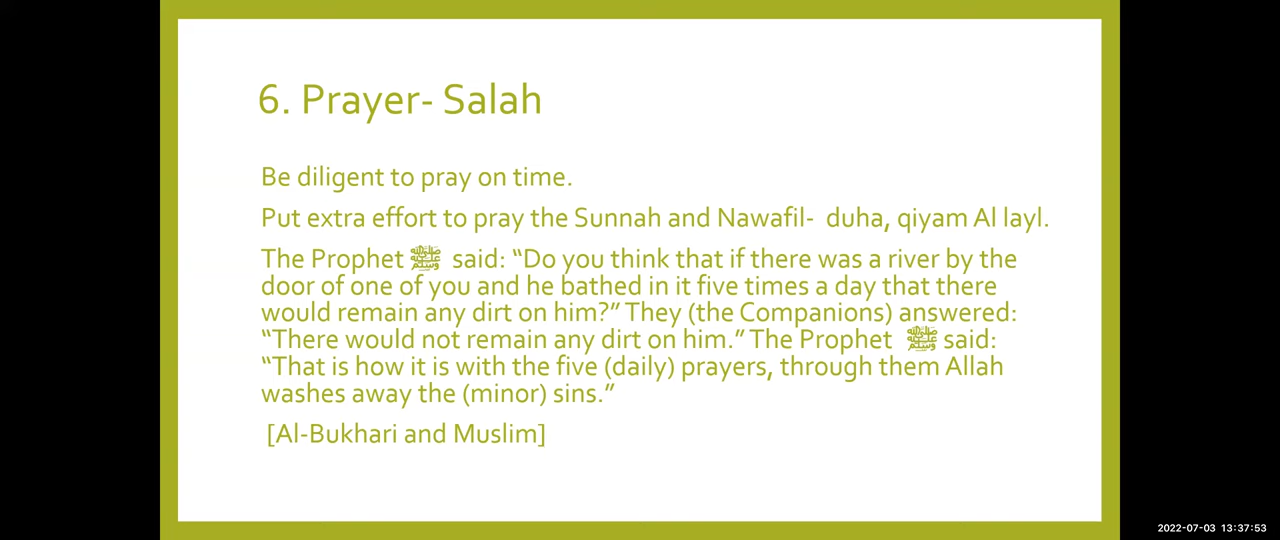 6. Prayer- Salah
Be diligent to pray on time.
Put extra effort to pray the Sunnah and Nawafil-  duha, qiyam Al layl.
The Prophet ﷺ said: “Do you think that if there was a river by the
door of one of you and he bathed in it five times a day that there
would remain any dirt on him?” They (the Companions) answered:
“There would not remain any dirt on him.” The Prophet ﷺ said:
“That is how it is with the five (daily) prayers, through them Allah
washes away the (minor) sins.”
[Al-Bukhari and Muslim]
2022-07-03 13:37:53